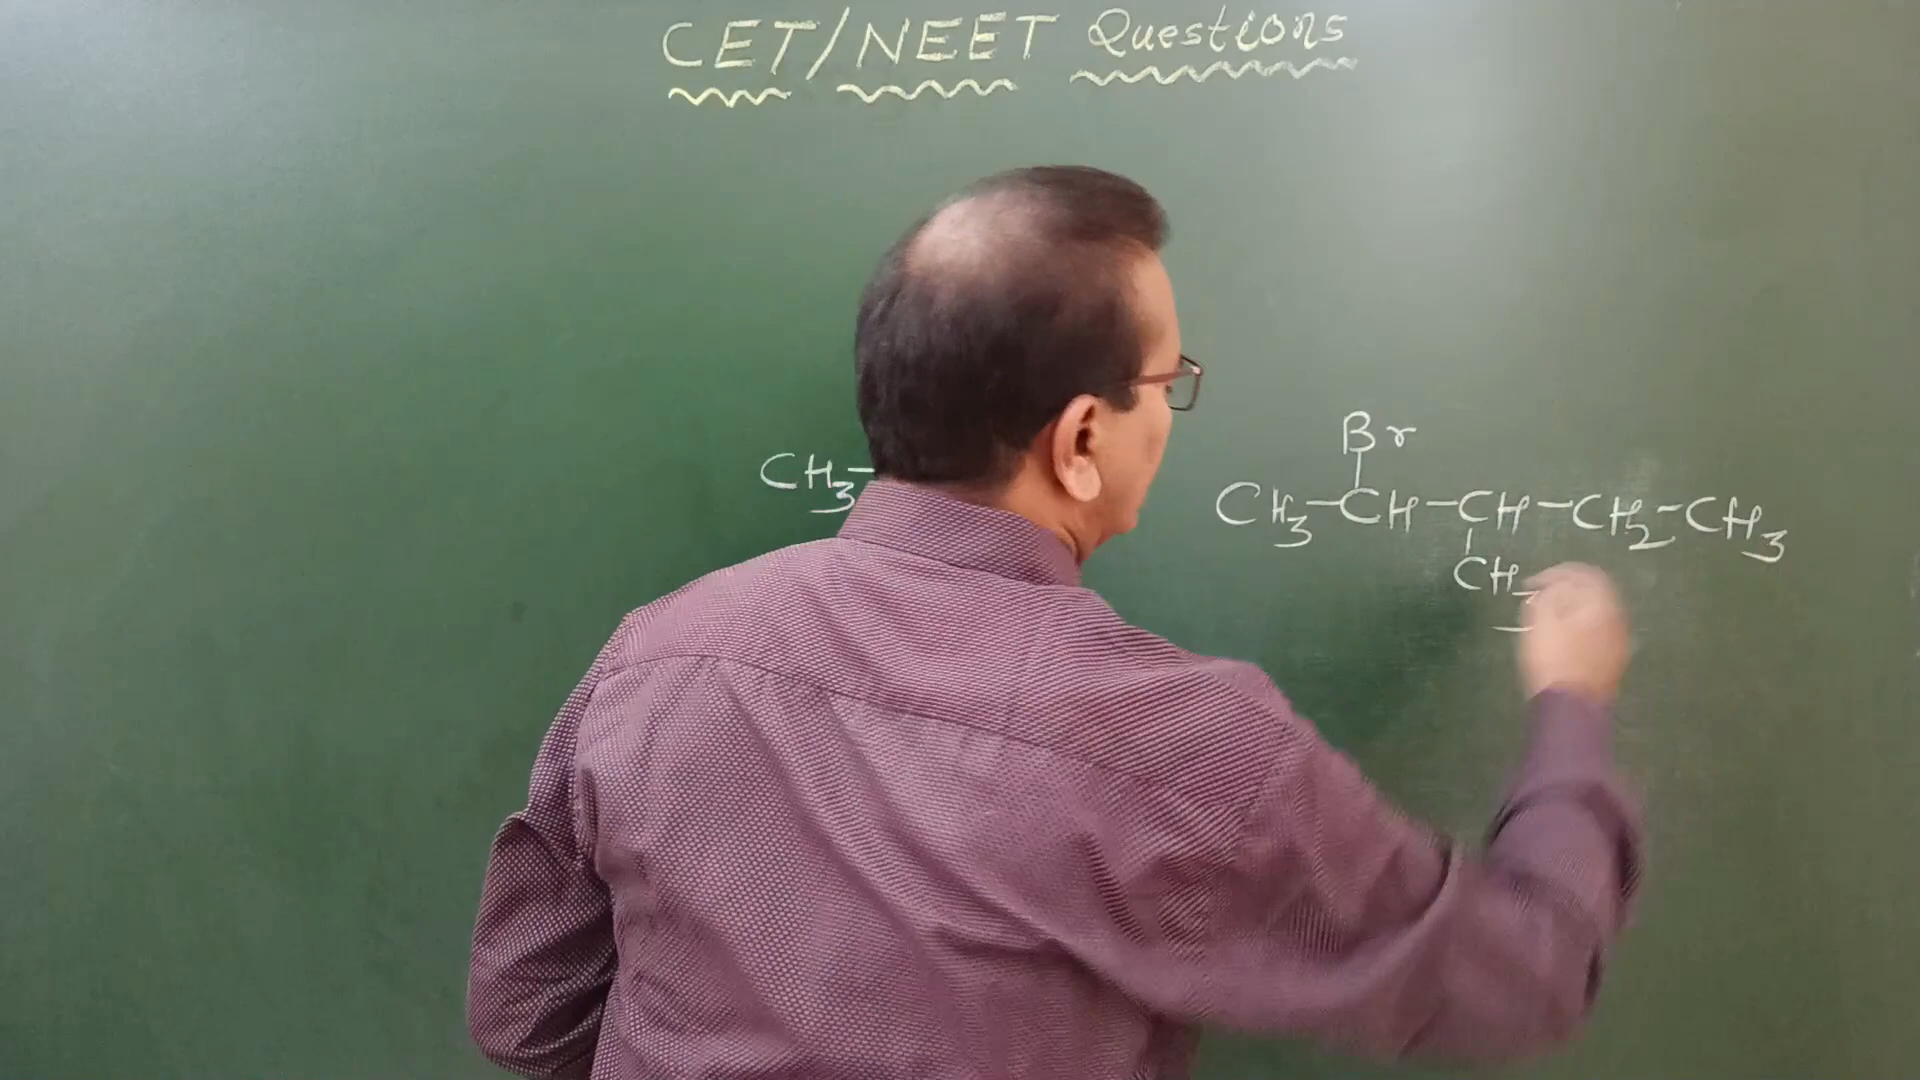 CET/NEET Questions
Br
CH3-
CH3-CH-CH-CH2-CH3
CH3